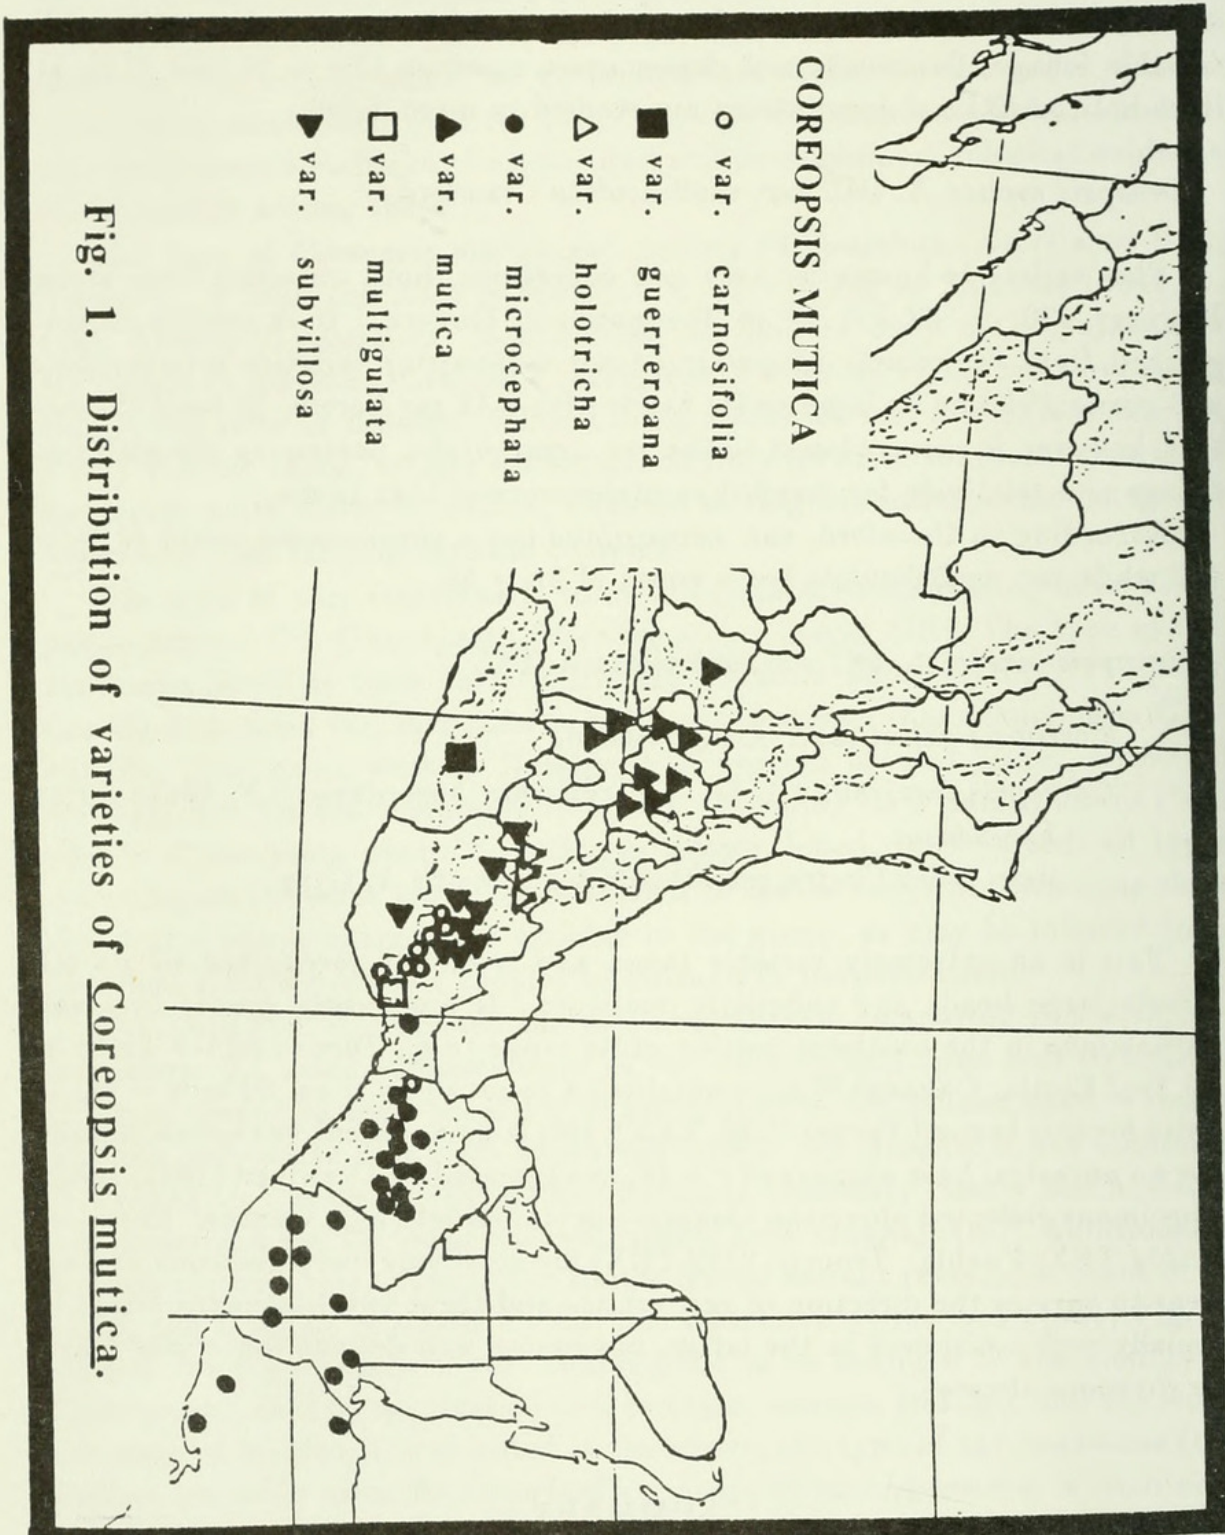 COREOPSIS MUTICA
var. carnosifolia
var. guerreroana
var. holotricha
var. microcephala
var. mutica
var. multigulata
var. subvillosa
Fig. 1. Distribution of varieties of Coreopsis mutica.